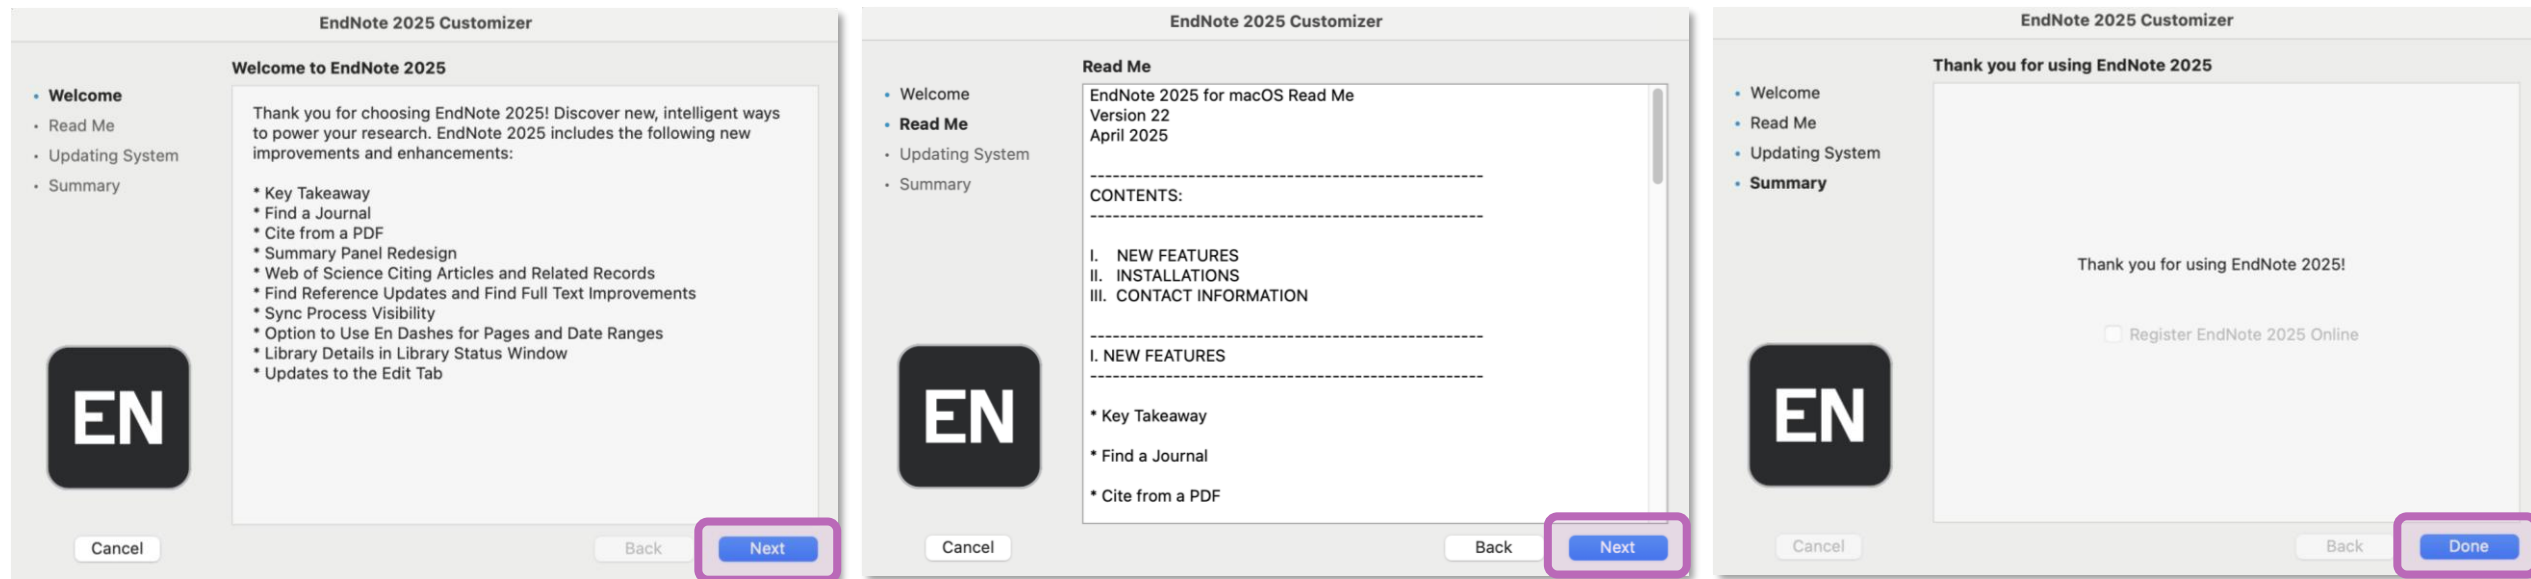 EndNote 2025 Customizer
Welcome to EndNote 2025
• Welcome
• Read Me
• Updating System
• Summary
Thank you for choosing EndNote 2025! Discover new, intelligent ways
to power your research. EndNote 2025 includes the following new
improvements and enhancements:
* Key Takeaway
* Find a Journal
* Cite from a PDF
* Summary Panel Redesign
* Web of Science Citing Articles and Related Records
* Find Reference Updates and Find Full Text Improvements
* Sync Process Visibility
* Option to Use En Dashes for Pages and Date Ranges
* Library Details in Library Status Window
* Updates to the Edit Tab
EN
Cancel
Back
Next
EndNote 2025 Customizer
Read Me
• Welcome
• Read Me
• Updating System
• Summary
EndNote 2025 for macOS Read Me
Version 22
April 2025
----------------------------------------------------
CONTENTS:
----------------------------------------------------
I. NEW FEATURES
II. INSTALLATIONS
III. CONTACT INFORMATION
----------------------------------------------------
I. NEW FEATURES
----------------------------------------------------
* Key Takeaway
* Find a Journal
* Cite from a PDF
EN
Cancel
Back
Next
EndNote 2025 Customizer
Thank you for using EndNote 2025
• Welcome
• Read Me
• Updating System
• Summary
Thank you for using EndNote 2025!
Register EndNote 2025 Online
EN
Cancel
Back
Done